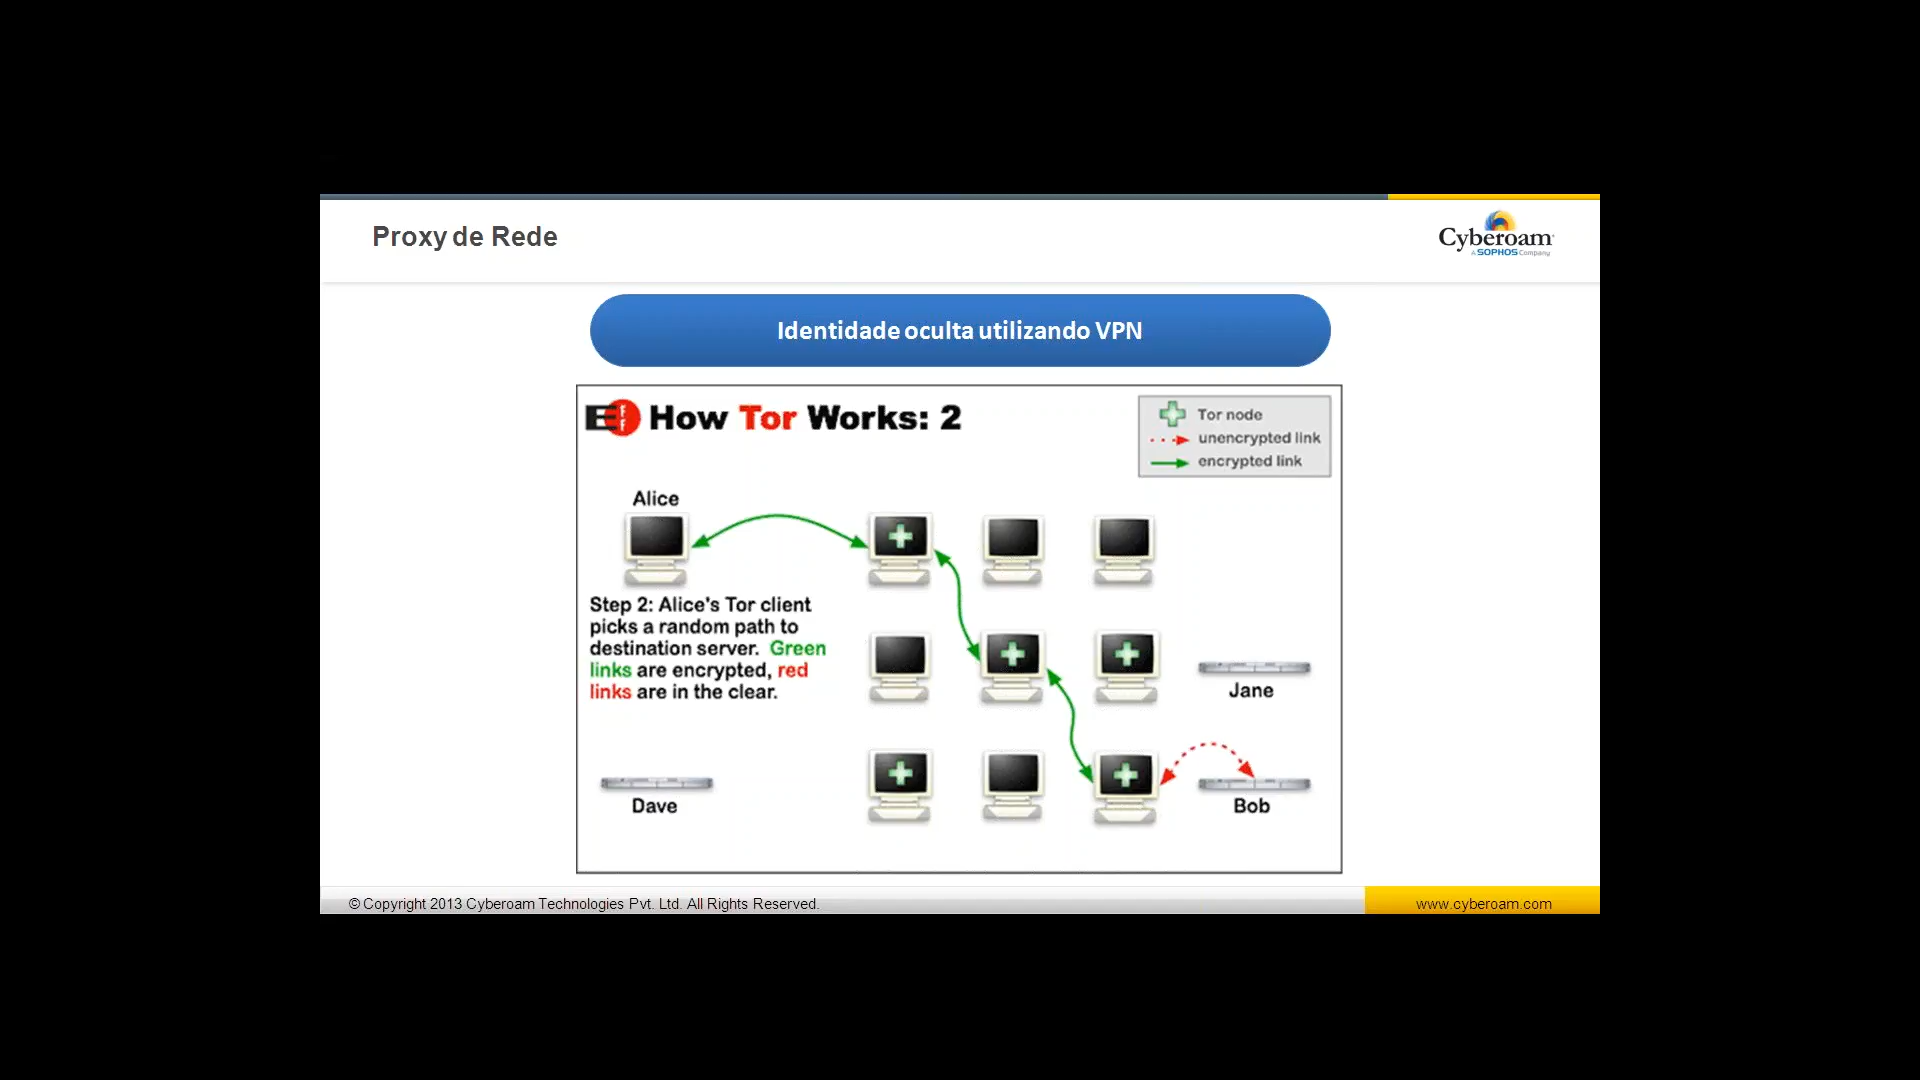 Proxy de Rede
Cyberoam
A SOPHOS Company
Identidade oculta utilizando VPN
EFF How Tor Works: 2
Tor node
unencrypted link
encrypted link
Alice
Step 2: Alice's Tor client
picks a random path to
destination server. Green
links are encrypted, red
links are in the clear.
Jane
Dave
Bob
© Copyright 2013 Cyberoam Technologies Pvt. Ltd. All Rights Reserved.
www.cyberoam.com